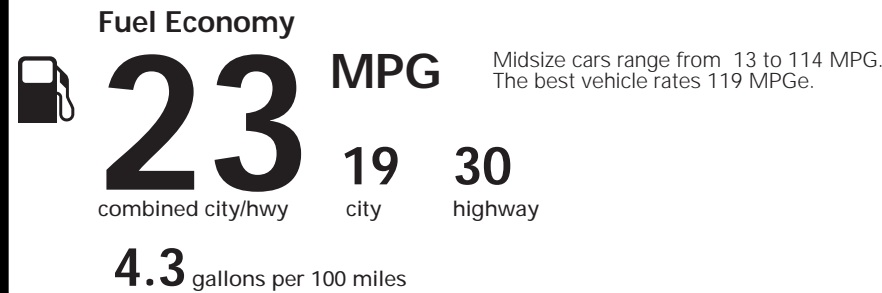 Fuel Economy
23 MPG
Midsize cars range from 13 to 114 MPG.
The best vehicle rates 119 MPGe.
19 30
combined city/hwy city highway
4.3 gallons per 100 miles